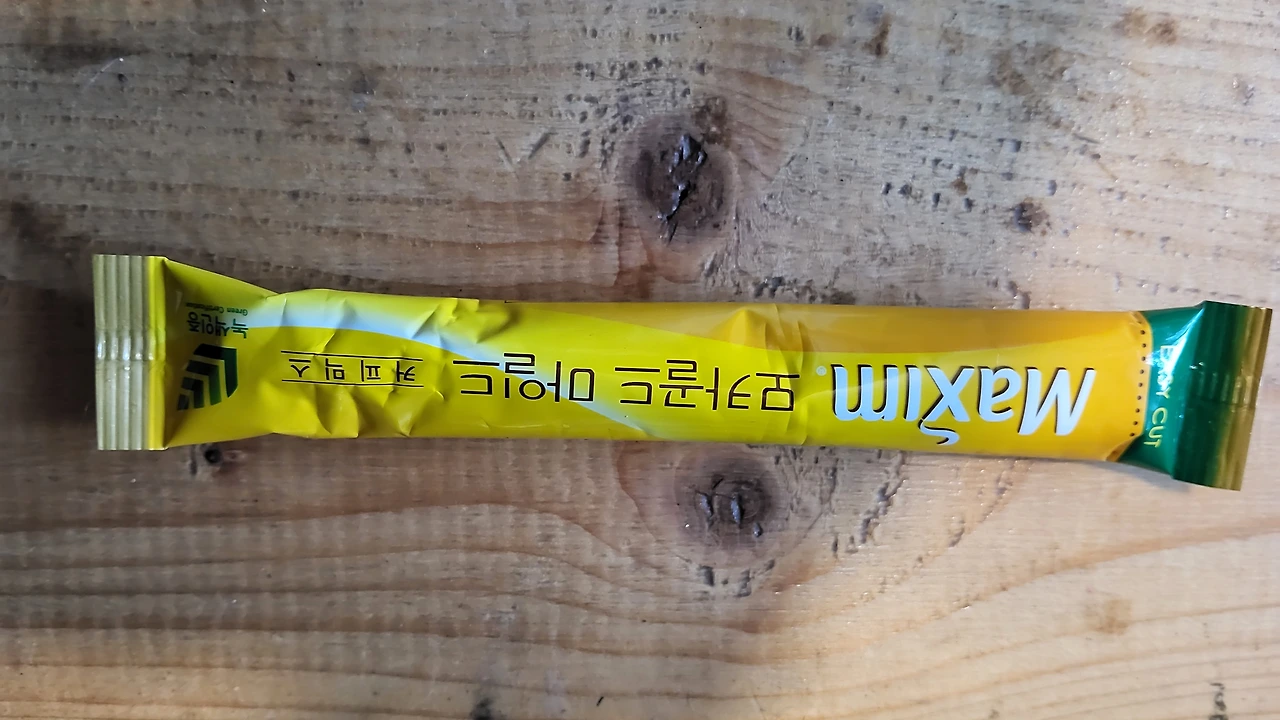 EASY CUT
Maxim®
모카골드 마일드
커피믹스
녹색인증
Green Certification